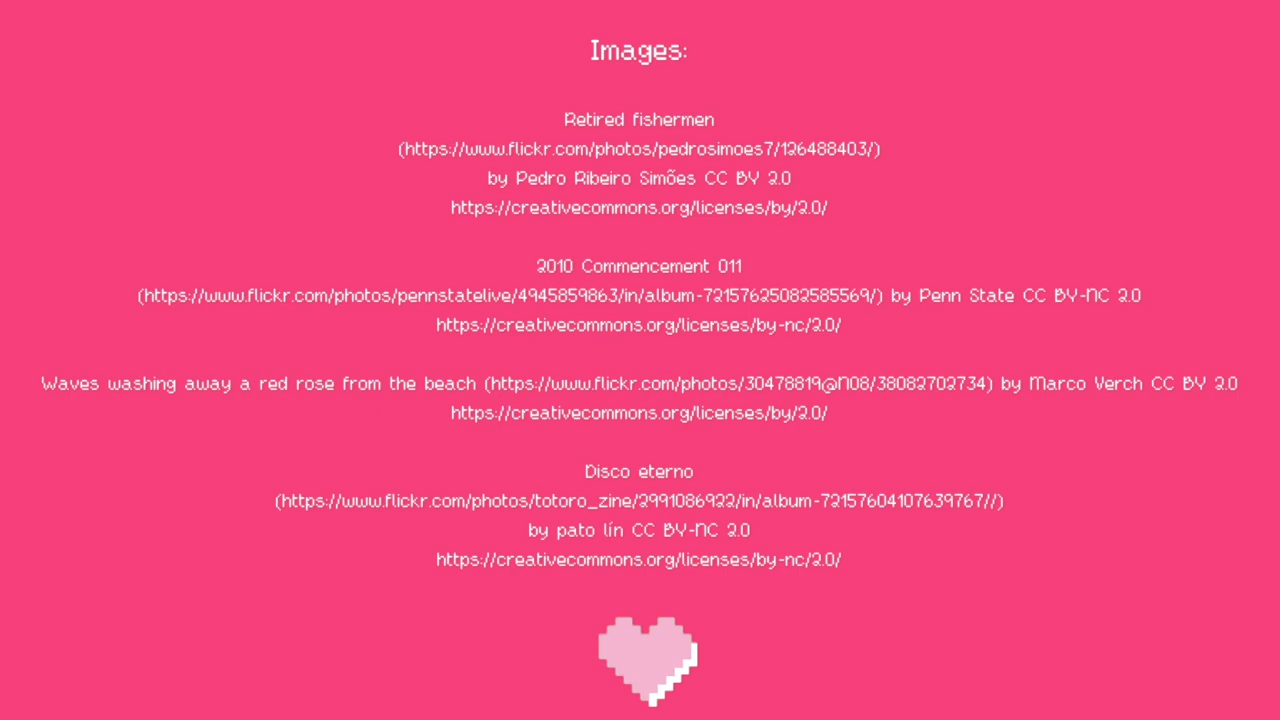 Images:
Retired fishermen
(https://www.flickr.com/photos/pedrosimoes7/126488403/)
by Pedro Ribeiro Simões CC BY 2.0
https://creativecommons.org/licenses/by/2.0/
2010 Commencement 011
(https://www.flickr.com/photos/pennstatelive/4945859863/in/album-72157625082585569/) by Penn State CC BY-NC 2.0
https://creativecommons.org/licenses/by-nc/2.0/
Waves washing away a red rose from the beach (https://www.flickr.com/photos/30478819@N08/38082702734) by Marco Verch CC BY 2.0
https://creativecommons.org/licenses/by/2.0/
Disco eterno
(https://www.flickr.com/photos/totoro_zine/2991086922/in/album-72157604107639767//)
by pato lín CC BY-NC 2.0
https://creativecommons.org/licenses/by-nc/2.0/